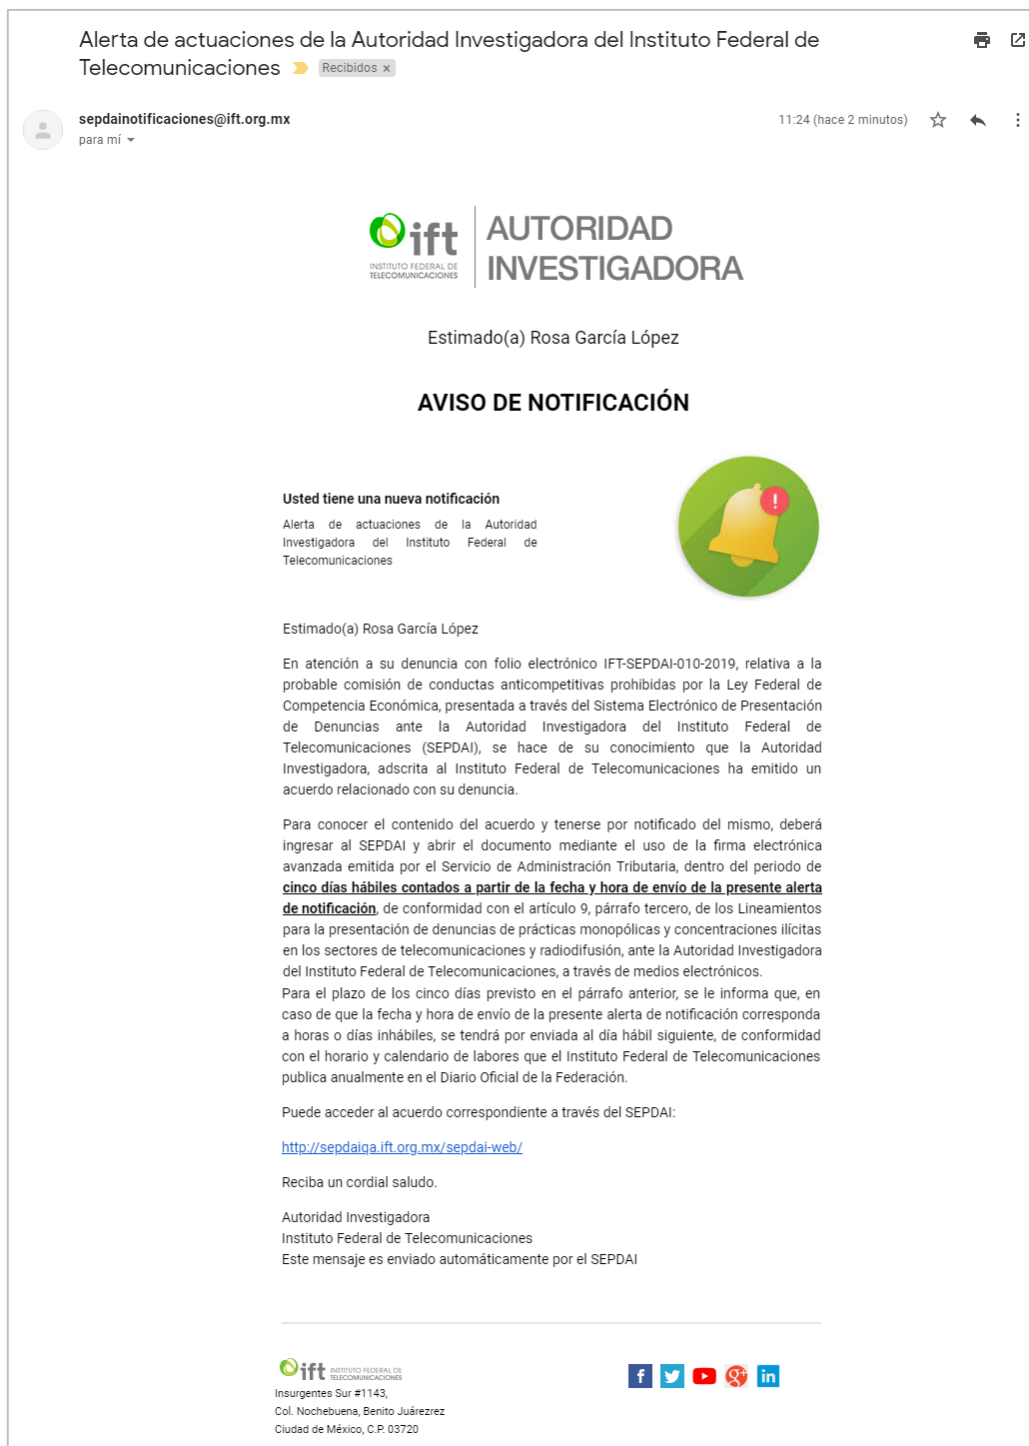 Alerta de actuaciones de la Autoridad Investigadora del Instituto Federal de
Telecomunicaciones Recibidos x
sepdainotificaciones@ift.org.mx
11:24 (hace 2 minutos)
para mí
ift
INSTITUTO FEDERAL DE
TELECOMUNICACIONES
AUTORIDAD
INVESTIGADORA
Estimado(a) Rosa García López
AVISO DE NOTIFICACIÓN
Usted tiene una nueva notificación
Alerta de actuaciones de la Autoridad
Investigadora del Instituto Federal de
Telecomunicaciones
!
Estimado(a) Rosa García López
En atención a su denuncia con folio electrónico IFT-SEPDAI-010-2019, relativa a la
probable comisión de conductas anticompetitivas prohibidas por la Ley Federal de
Competencia Económica, presentada a través del Sistema Electrónico de Presentación
de Denuncias ante la Autoridad Investigadora del Instituto Federal de
Telecomunicaciones (SEPDAI), se hace de su conocimiento que la Autoridad
Investigadora, adscrita al Instituto Federal de Telecomunicaciones ha emitido un
acuerdo relacionado con su denuncia.
Para conocer el contenido del acuerdo y tenerse por notificado del mismo, deberá
ingresar al SEPDAI y abrir el documento mediante el uso de la firma electrónica
avanzada emitida por el Servicio de Administración Tributaria, dentro del periodo de
cinco días hábiles contados a partir de la fecha y hora de envío de la presente alerta
de notificación, de conformidad con el artículo 9, párrafo tercero, de los Lineamientos
para la presentación de denuncias de prácticas monopólicas y concentraciones ilícitas
en los sectores de telecomunicaciones y radiodifusión, ante la Autoridad Investigadora
del Instituto Federal de Telecomunicaciones, a través de medios electrónicos.
Para el plazo de los cinco días previsto en el párrafo anterior, se le informa que, en
caso de que la fecha y hora de envío de la presente alerta de notificación corresponda
a horas o días inhábiles, se tendrá por enviada al día hábil siguiente, de conformidad
con el horario y calendario de labores que el Instituto Federal de Telecomunicaciones
publica anualmente en el Diario Oficial de la Federación.
Puede acceder al acuerdo correspondiente a través del SEPDAI:
http://sepdaiqa.ift.org.mx/sepdai-web/
Reciba un cordial saludo.
Autoridad Investigadora
Instituto Federal de Telecomunicaciones
Este mensaje es enviado automáticamente por el SEPDAI
ift INSTITUTO FEDERAL DE
TELECOMUNICACIONES
Insurgentes Sur #1143,
Col. Nochebuena, Benito Juárezrez
Ciudad de México, C.P. 03720